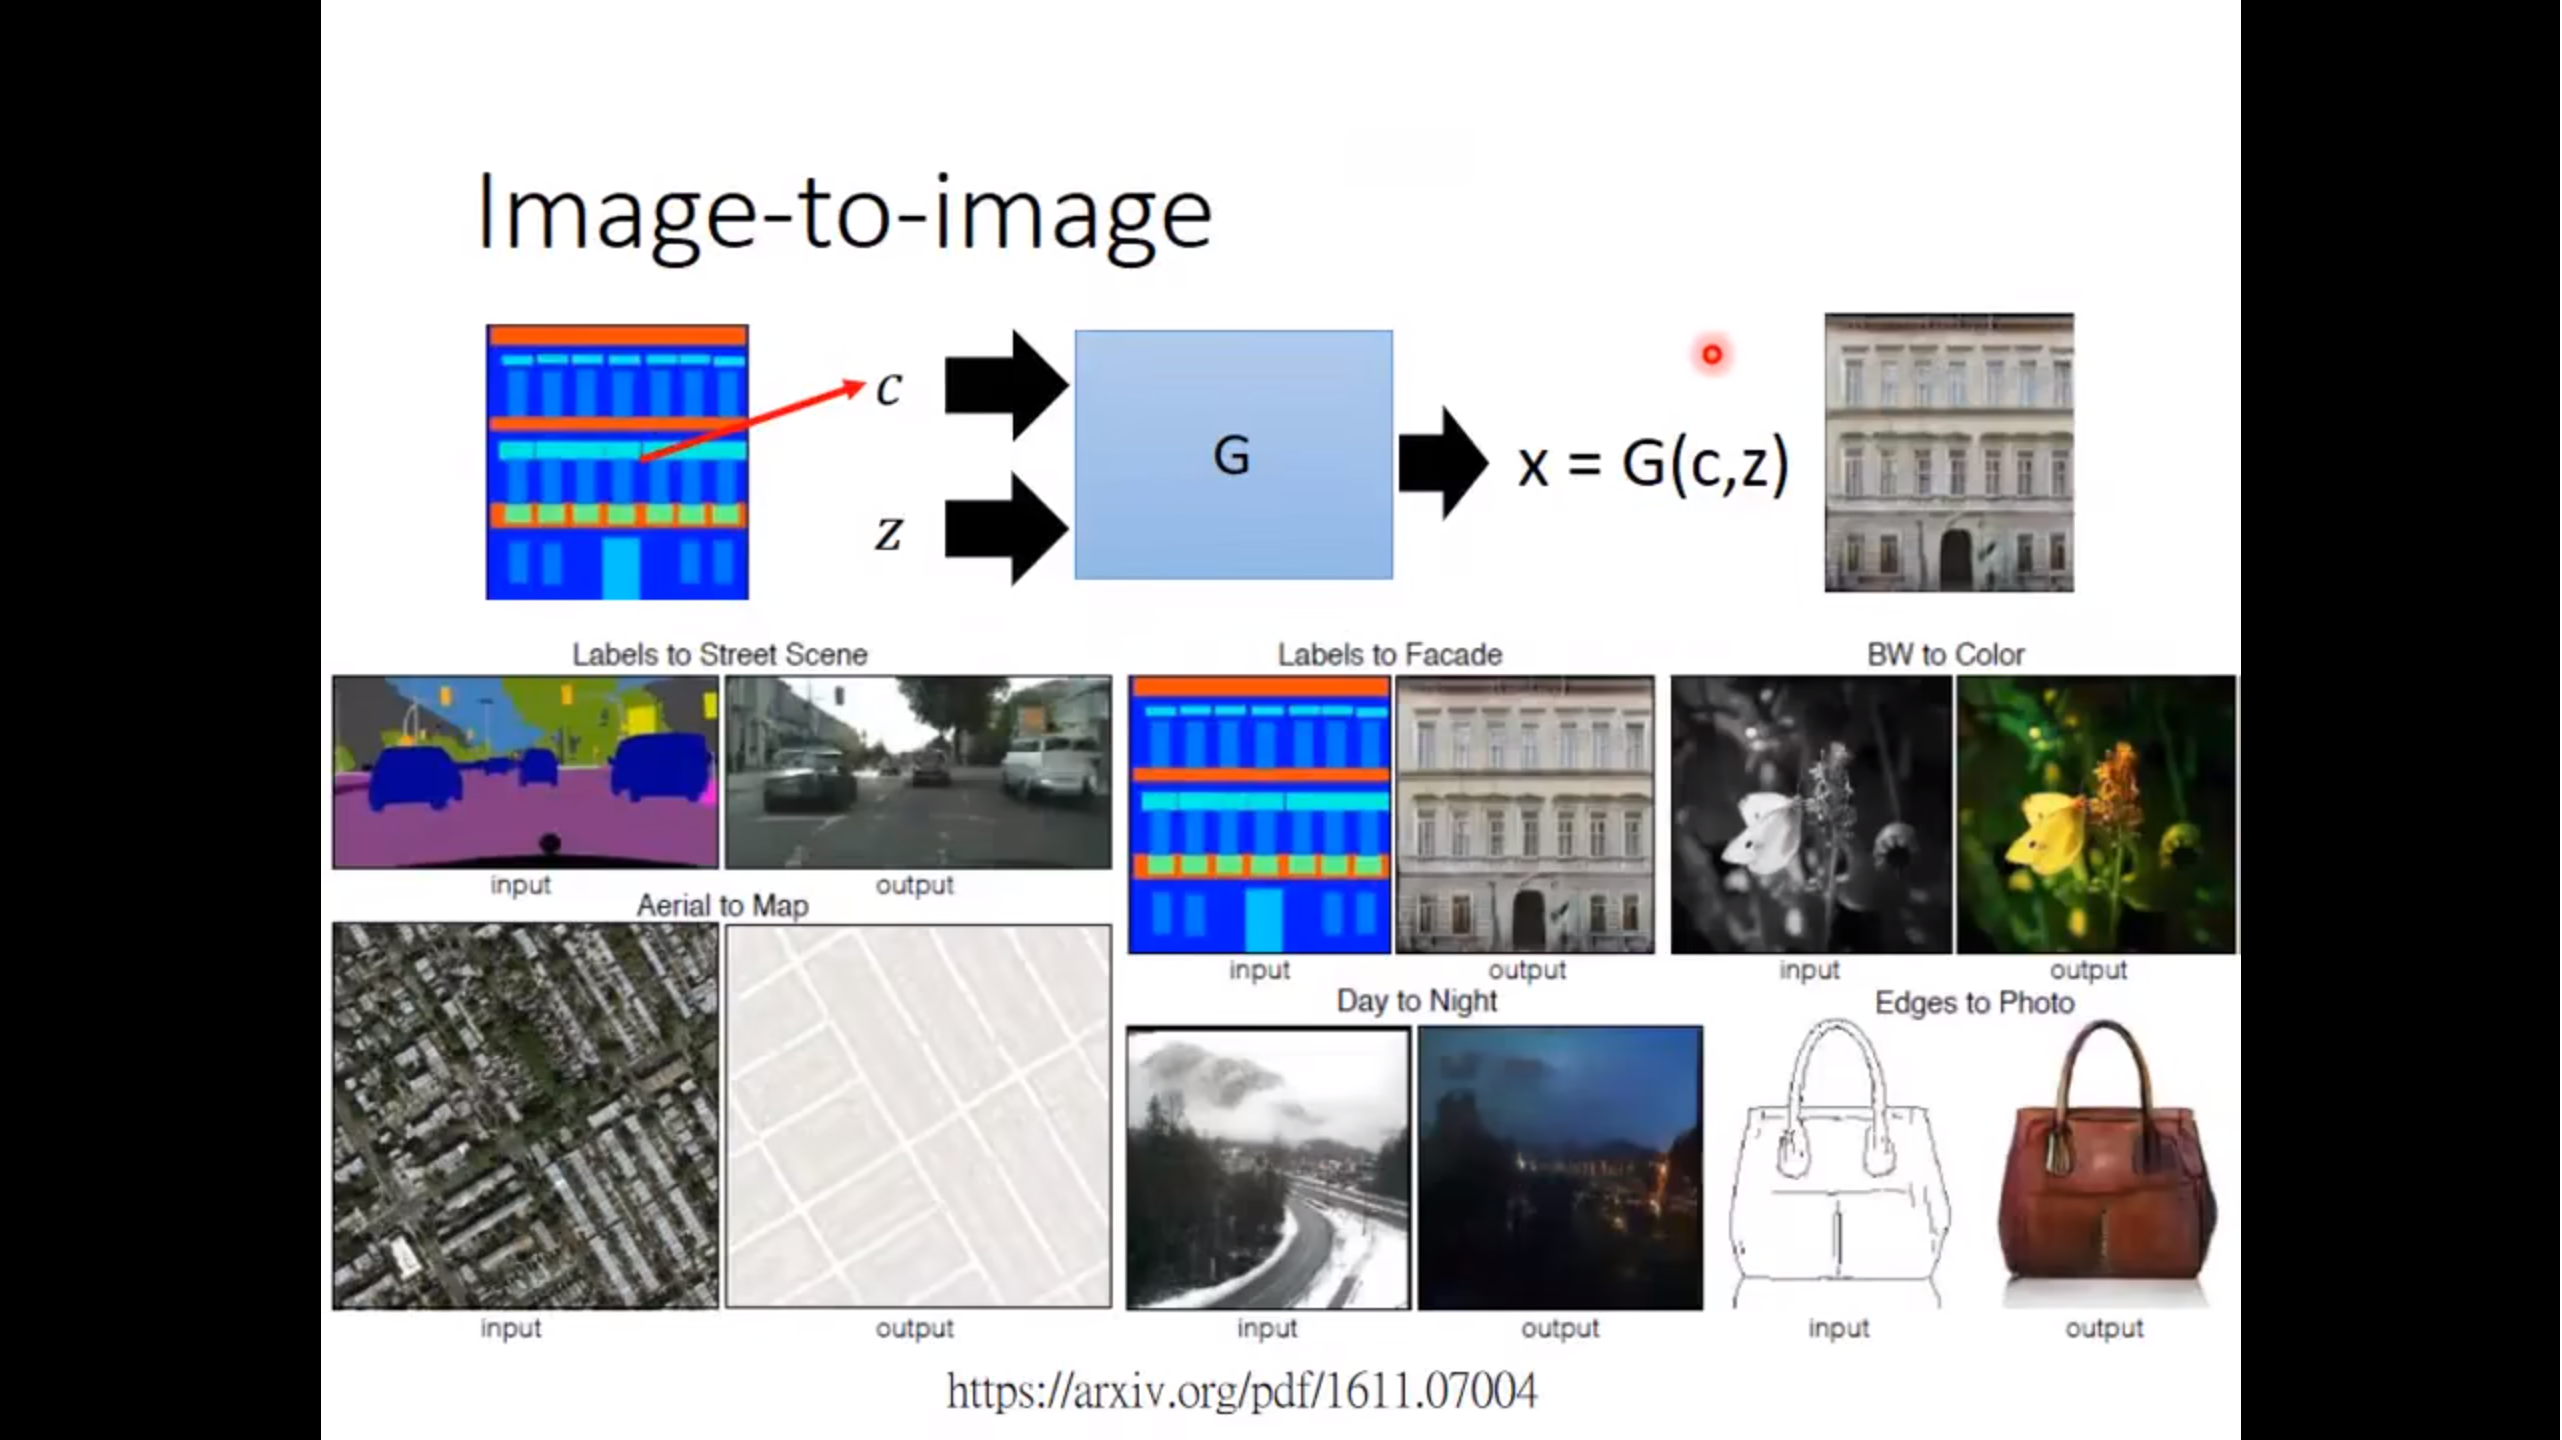 Image-to-image
c
G
x = G(c,z)
z
Labels to Street Scene
Labels to Facade
BW to Color
input
output
Aerial to Map
input
output
input
output
Day to Night
Edges to Photo
input
output
input
output
input
output
https://arxiv.org/pdf/1611.07004